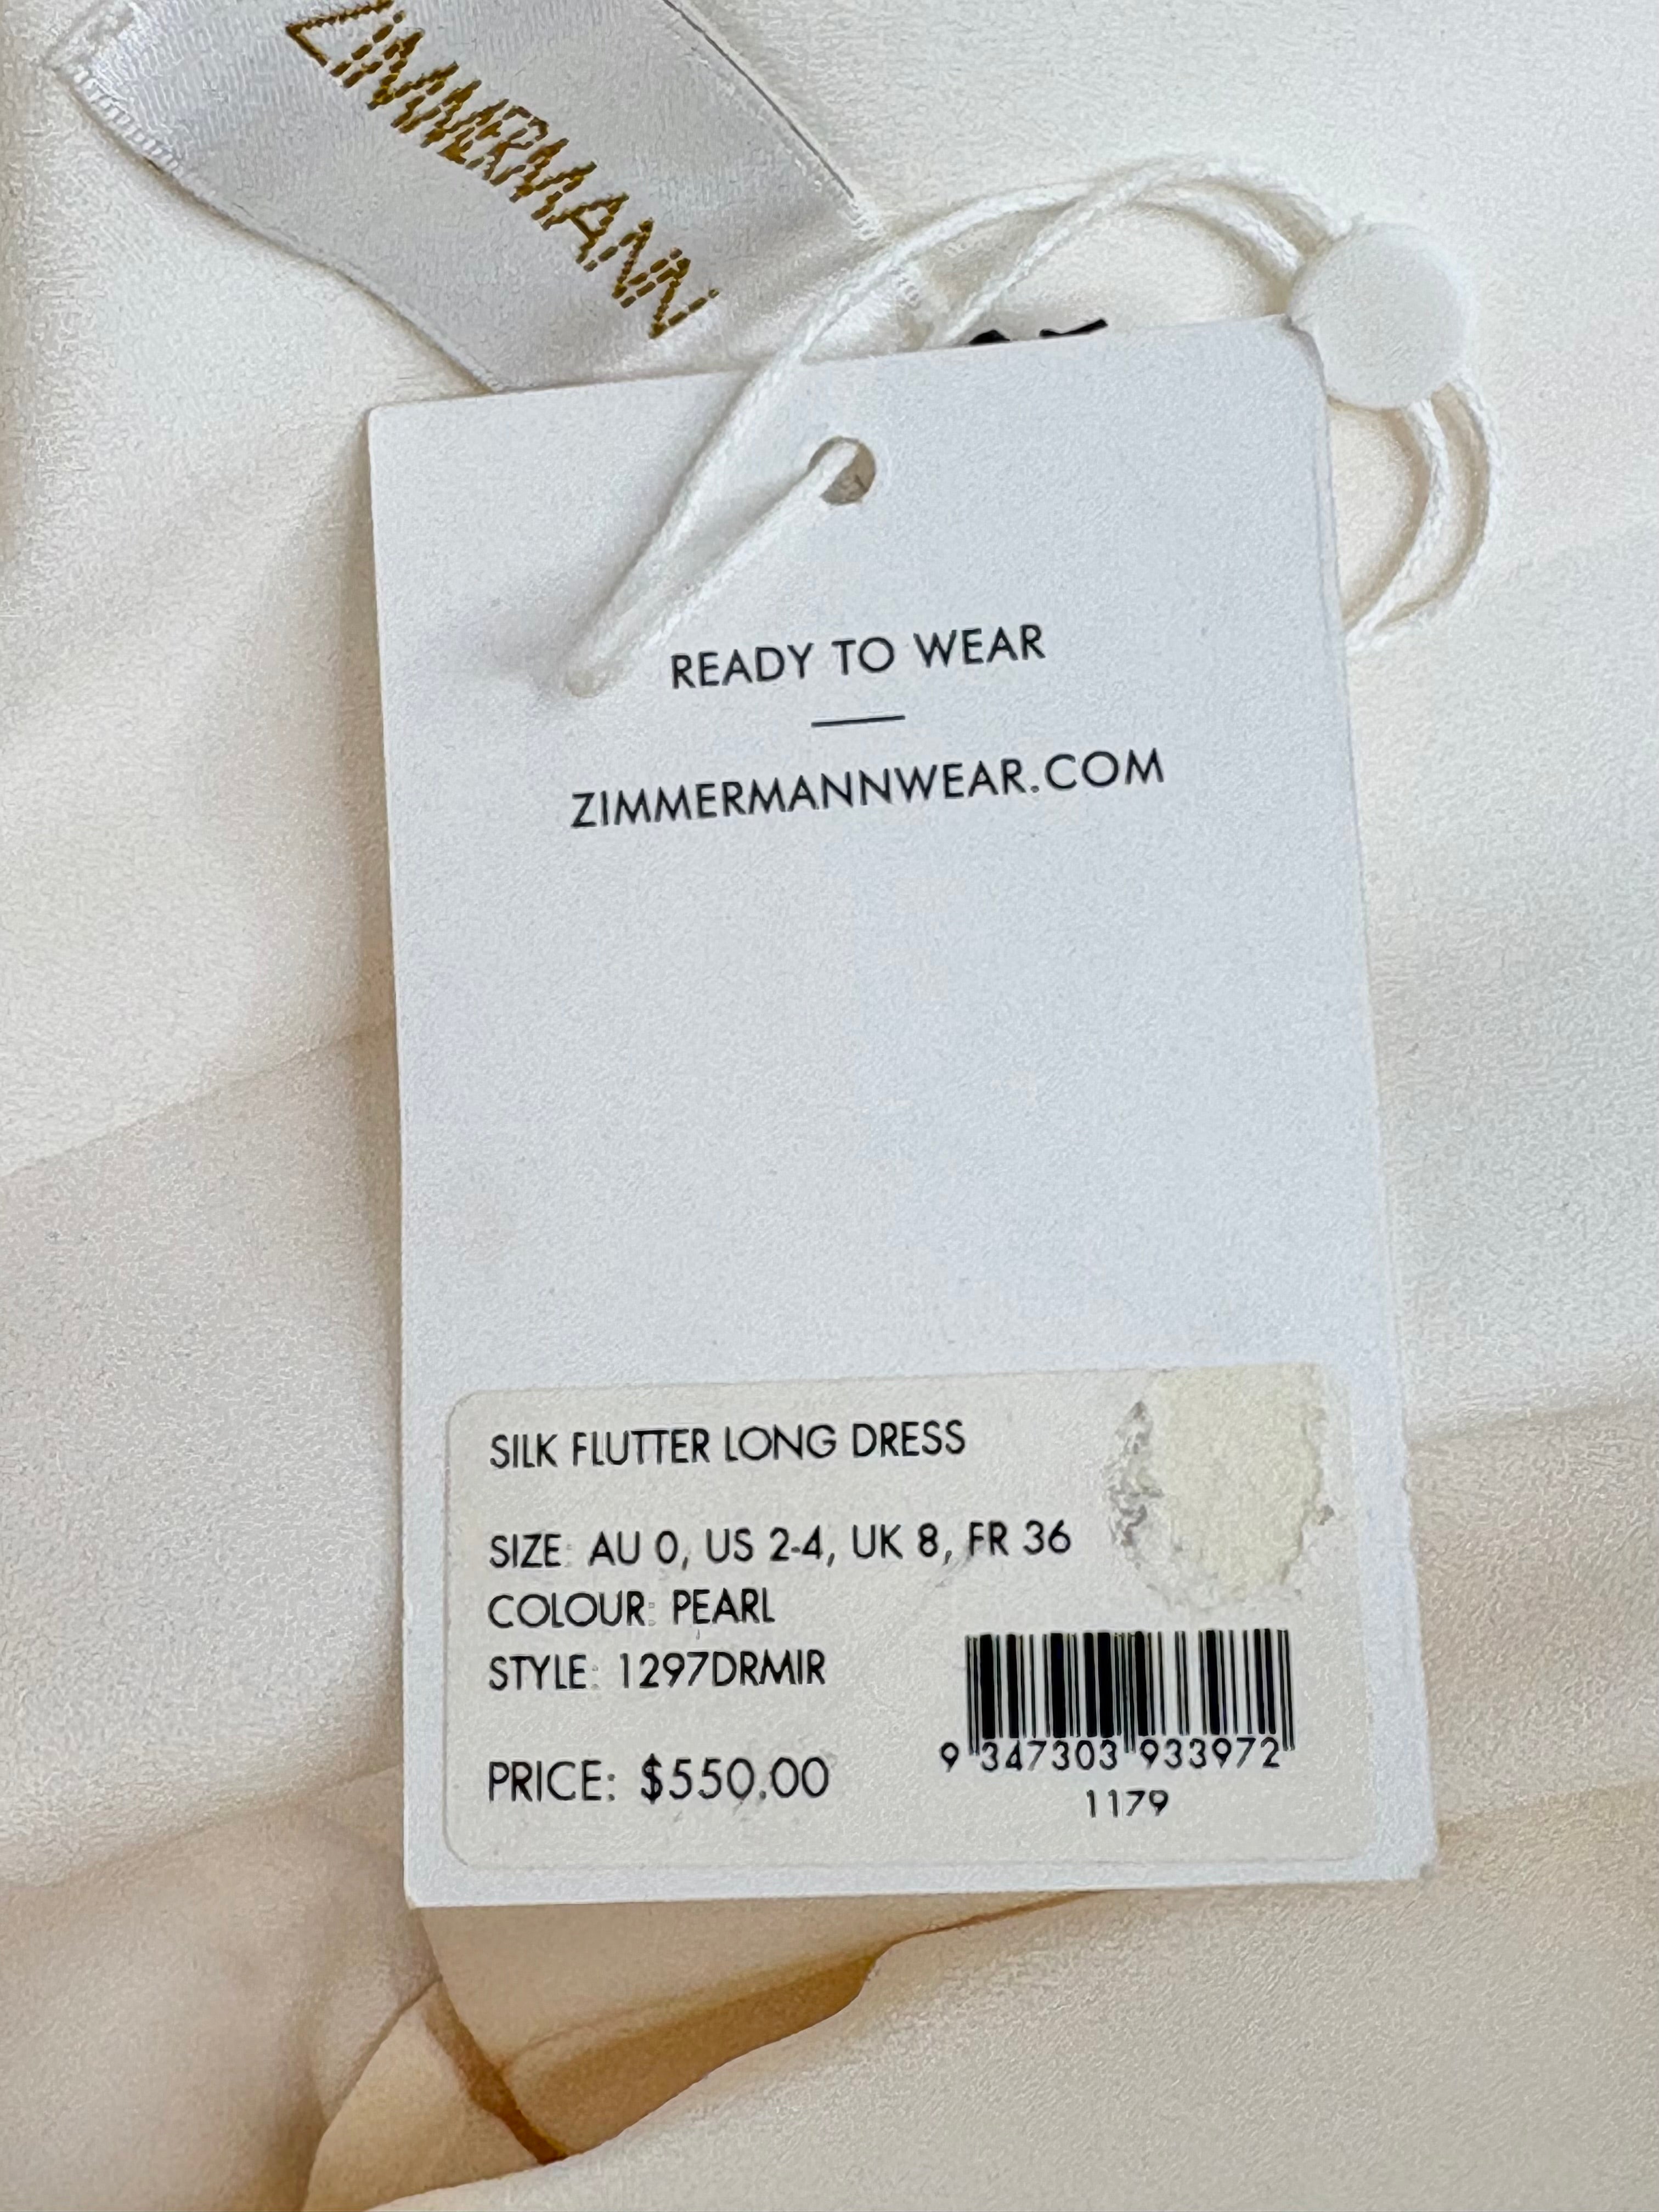 ZIMMERMANN
READY TO WEAR
ZIMMERMANNWEAR.COM
SILK FLUTTER LONG DRESS
SIZE: AU 0, US 2-4, UK 8, FR 36
COLOUR: PEARL
STYLE: 1297DRMIR
PRICE: $550.00
9 347303 933972
1179